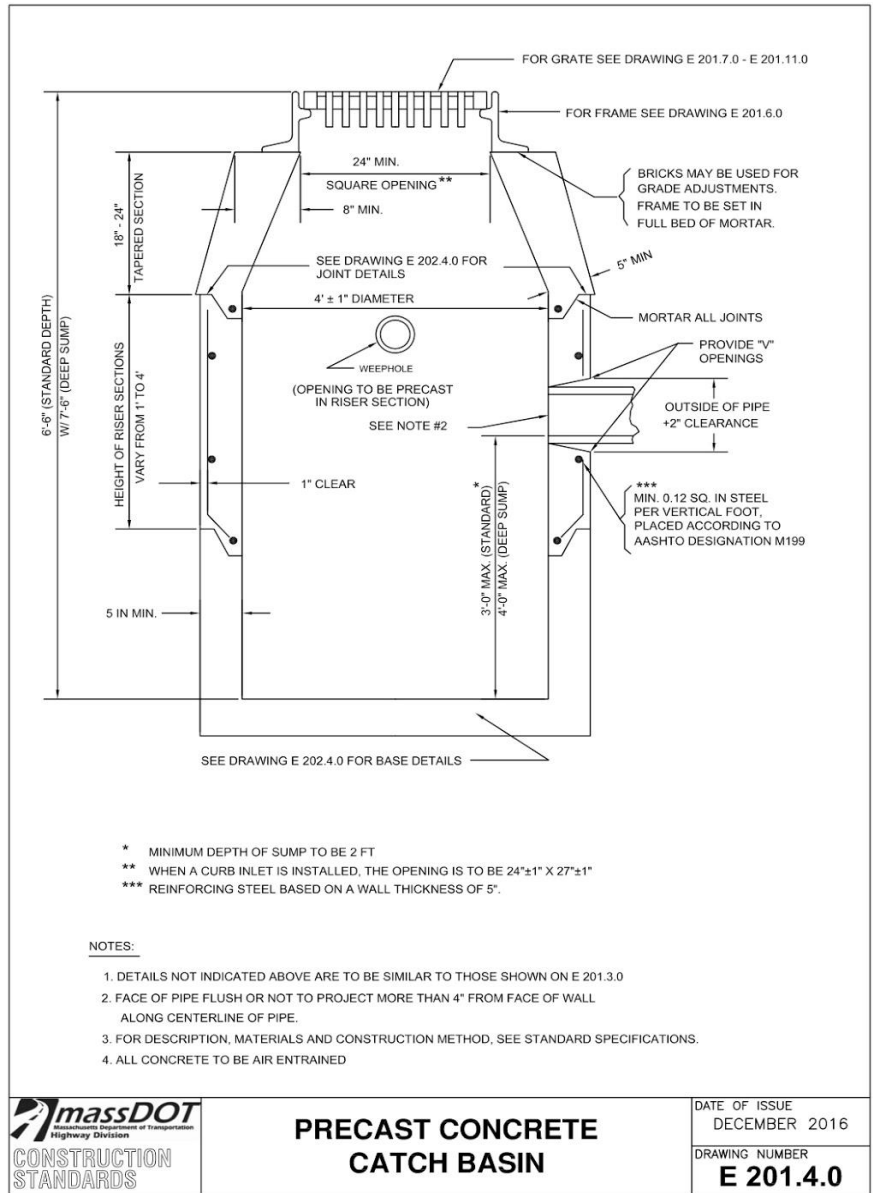 FOR GRATE SEE DRAWING E 201.7.0 - E 201.11.0
FOR FRAME SEE DRAWING E 201.6.0
24" MIN.
SQUARE OPENING **
8" MIN.
BRICKS MAY BE USED FOR
GRADE ADJUSTMENTS.
FRAME TO BE SET IN
FULL BED OF MORTAR.
18" - 24"
TAPERED SECTION
5" MIN
SEE DRAWING E 202.4.0 FOR
JOINT DETAILS
4' ± 1" DIAMETER
MORTAR ALL JOINTS
WEEPHOLE
(OPENING TO BE PRECAST
IN RISER SECTION)
PROVIDE "V"
OPENINGS
6'-6" (STANDARD DEPTH)
W/ 7'-6" (DEEP SUMP)
HEIGHT OF RISER SECTIONS
VARY FROM 1' TO 4'
SEE NOTE #2
OUTSIDE OF PIPE
+2" CLEARANCE
1" CLEAR
3'-0" MAX. (STANDARD) *
4'-0" MAX. (DEEP SUMP)
***
MIN. 0.12 SQ. IN STEEL
PER VERTICAL FOOT,
PLACED ACCORDING TO
AASHTO DESIGNATION M199
5 IN MIN.
SEE DRAWING E 202.4.0 FOR BASE DETAILS
* MINIMUM DEPTH OF SUMP TO BE 2 FT
** WHEN A CURB INLET IS INSTALLED, THE OPENING IS TO BE 24"±1" X 27"±1"
*** REINFORCING STEEL BASED ON A WALL THICKNESS OF 5".
NOTES:
1. DETAILS NOT INDICATED ABOVE ARE TO BE SIMILAR TO THOSE SHOWN ON E 201.3.0
2. FACE OF PIPE FLUSH OR NOT TO PROJECT MORE THAN 4" FROM FACE OF WALL
ALONG CENTERLINE OF PIPE.
3. FOR DESCRIPTION, MATERIALS AND CONSTRUCTION METHOD, SEE STANDARD SPECIFICATIONS.
4. ALL CONCRETE TO BE AIR ENTRAINED
massDOT
Massachusetts Department of Transportation
Highway Division
CONSTRUCTION
STANDARDS
PRECAST CONCRETE
CATCH BASIN
DATE OF ISSUE
DECEMBER 2016
DRAWING NUMBER
E 201.4.0